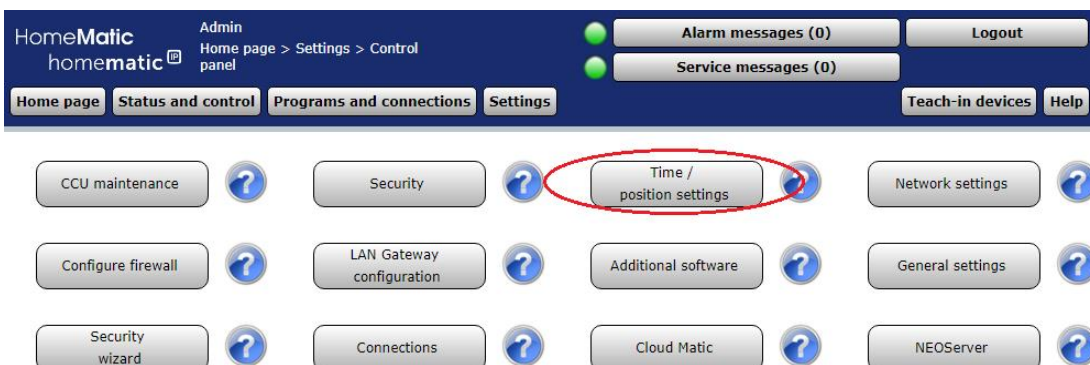 HomeMatic
homematic IP
Admin
Home page > Settings > Control
panel
Alarm messages (0)
Logout
Service messages (0)
Home page
Status and control
Programs and connections
Settings
Teach-in devices
Help
CCU maintenance
?
Security
?
Time /
position settings
?
Network settings
?
Configure firewall
?
LAN Gateway
configuration
?
Additional software
?
General settings
?
Security
wizard
?
Connections
?
Cloud Matic
?
NEOServer
?